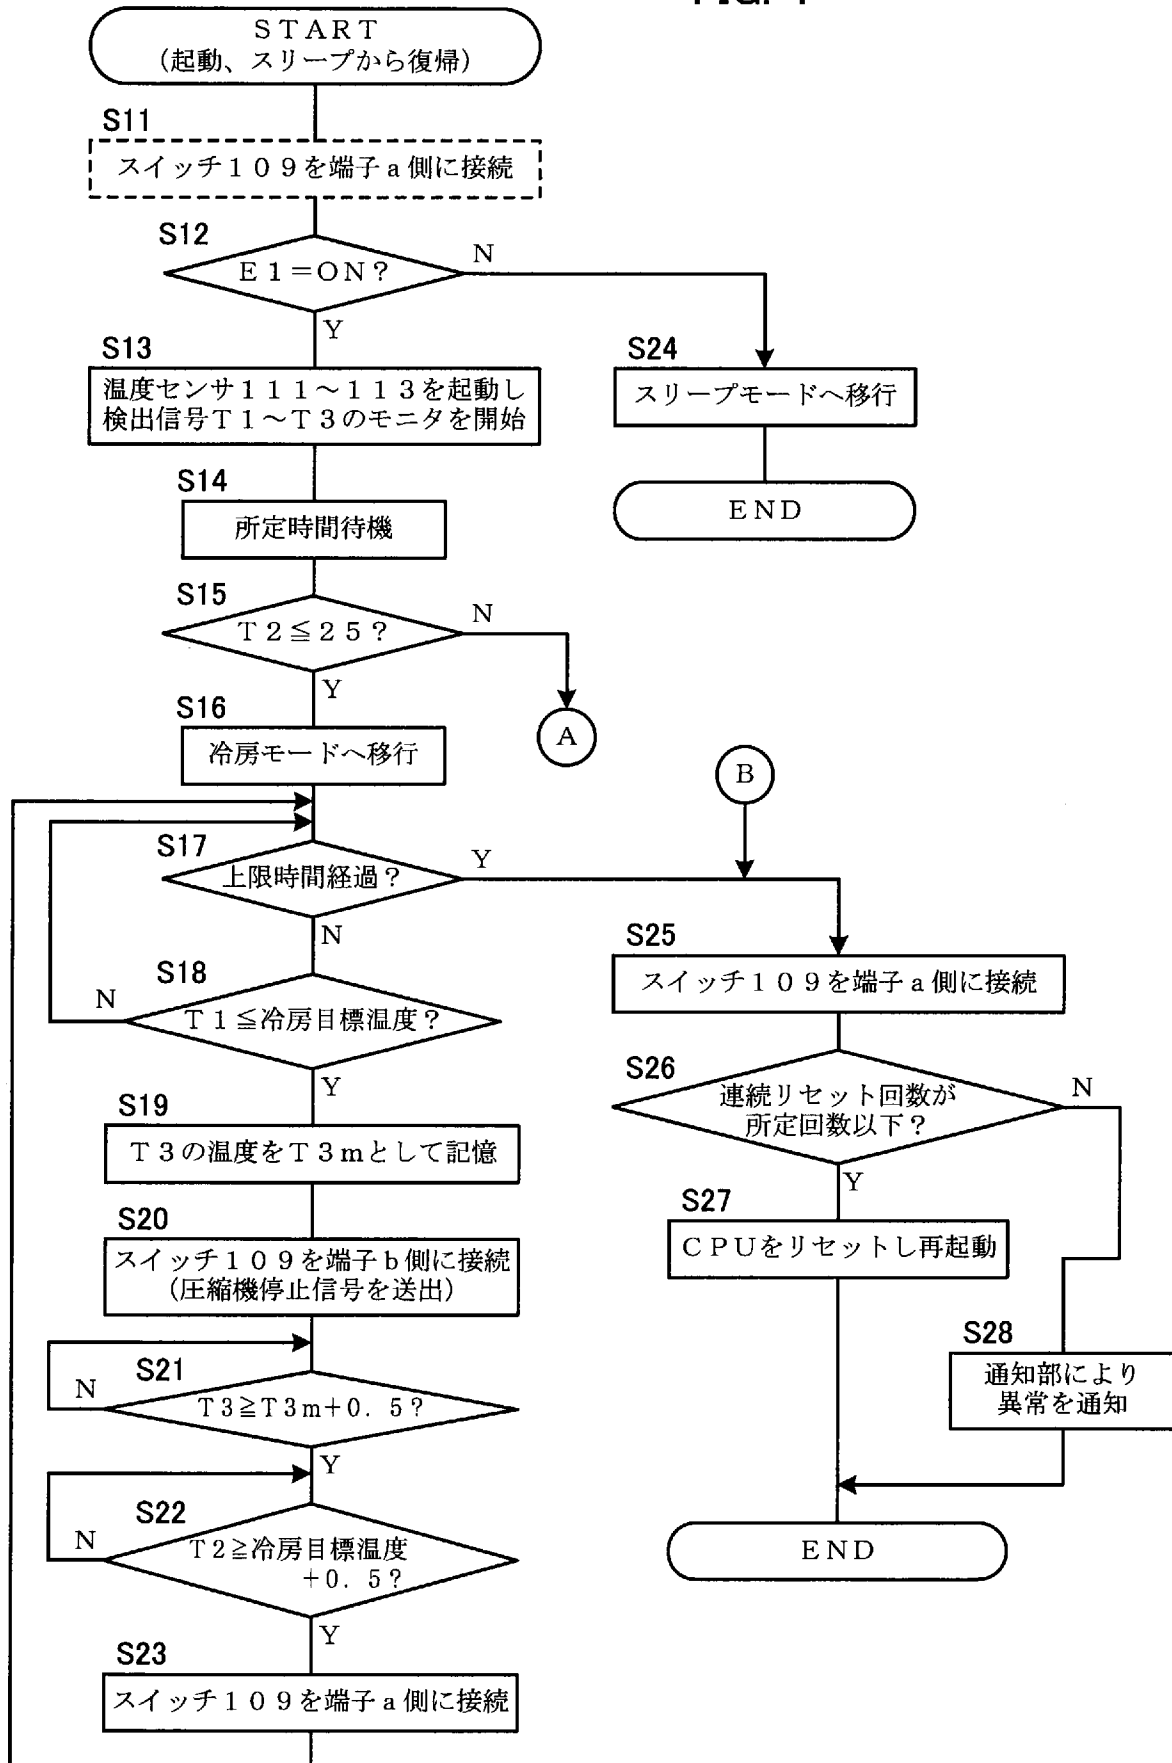 START
(起動、スリープから復帰)
S11
スイッチ109を端子a側に接続
S12
E1=ON?
N
Y
S13
温度センサ111~113を起動し
検出信号T1~T3のモニタを開始
S24
スリープモードへ移行
END
S14
所定時間待機
S15
T2≦25?
N
Y
A
S16
冷房モードへ移行
B
S17
上限時間経過?
Y
N
S18
T1≦冷房目標温度?
N
Y
S25
スイッチ109を端子a側に接続
S26
連続リセット回数が
所定回数以下?
N
Y
S19
T3の温度をT3mとして記憶
S27
CPUをリセットし再起動
S20
スイッチ109を端子b側に接続
(圧縮機停止信号を送出)
S28
通知部により
異常を通知
S21
T3≧T3m+0.5?
N
Y
S22
T2≧冷房目標温度
+0.5?
N
Y
END
S23
スイッチ109を端子a側に接続